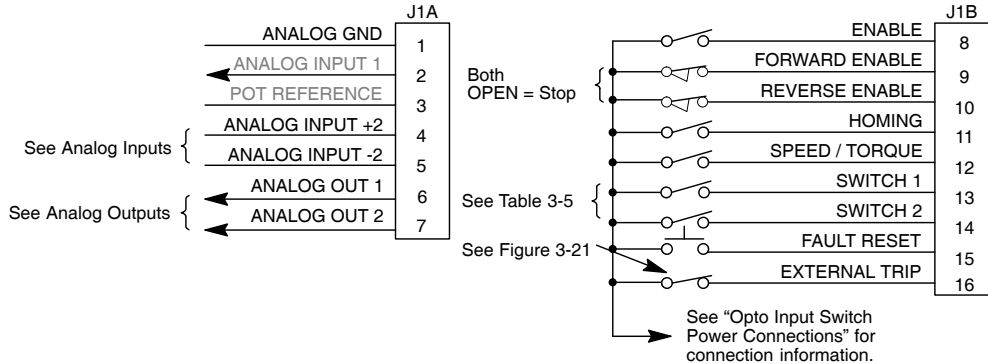 J1A
ANALOG GND 1
ANALOG INPUT 1 2
POT REFERENCE 3
ANALOG INPUT +2 4
See Analog Inputs
ANALOG INPUT -2 5
ANALOG OUT 1 6
See Analog Outputs
ANALOG OUT 2 7
J1B
ENABLE 8
FORWARD ENABLE 9
Both
OPEN = Stop
REVERSE ENABLE 10
HOMING 11
SPEED / TORQUE 12
SWITCH 1 13
See Table 3-5
SWITCH 2 14
FAULT RESET 15
See Figure 3-21
EXTERNAL TRIP 16
See “Opto Input Switch
Power Connections” for
connection information.